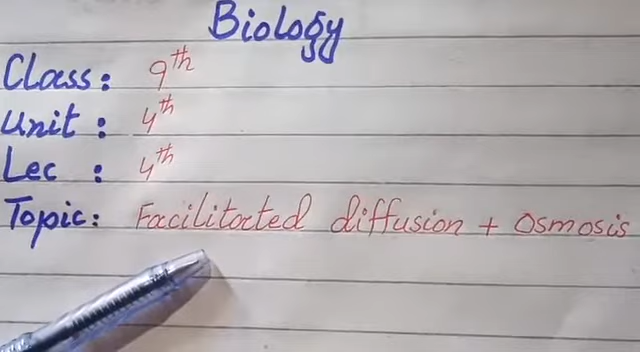 Biology
Class: 9th
Unit: 4th
Lec: 4th
Topic: Facilitated diffusion + Osmosis